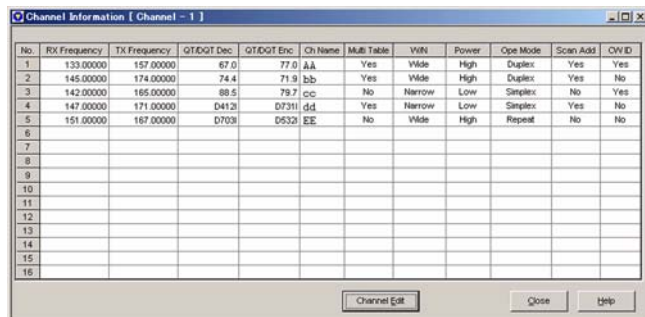 Channel Information [ Channel - 1 ]
No. RX Frequency TX Frequency QT/DQT Dec QT/DQT Enc Ch Name Multi Table W/N Power Ope Mode Scan Add CW ID
1 133.00000 157.00000 67.0 77.0 AA Yes Wide High Duplex Yes Yes
2 145.00000 174.00000 74.4 71.9 bb Yes Wide High Duplex Yes No
3 142.00000 165.00000 88.5 79.7 cc No Narrow Low Simplex No Yes
4 147.00000 171.00000 D412I D731I dd Yes Narrow Low Simplex Yes No
5 151.00000 167.00000 D703I D532I EE No Wide High Repeat No No
6
7
8
9
10
11
12
13
14
15
16
Channel Edit Close Help